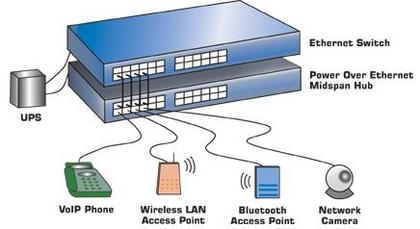 Ethernet Switch
Power Over Ethernet
Midspan Hub
UPS
VoIP Phone
Wireless LAN
Access Point
Bluetooth
Access Point
Network
Camera